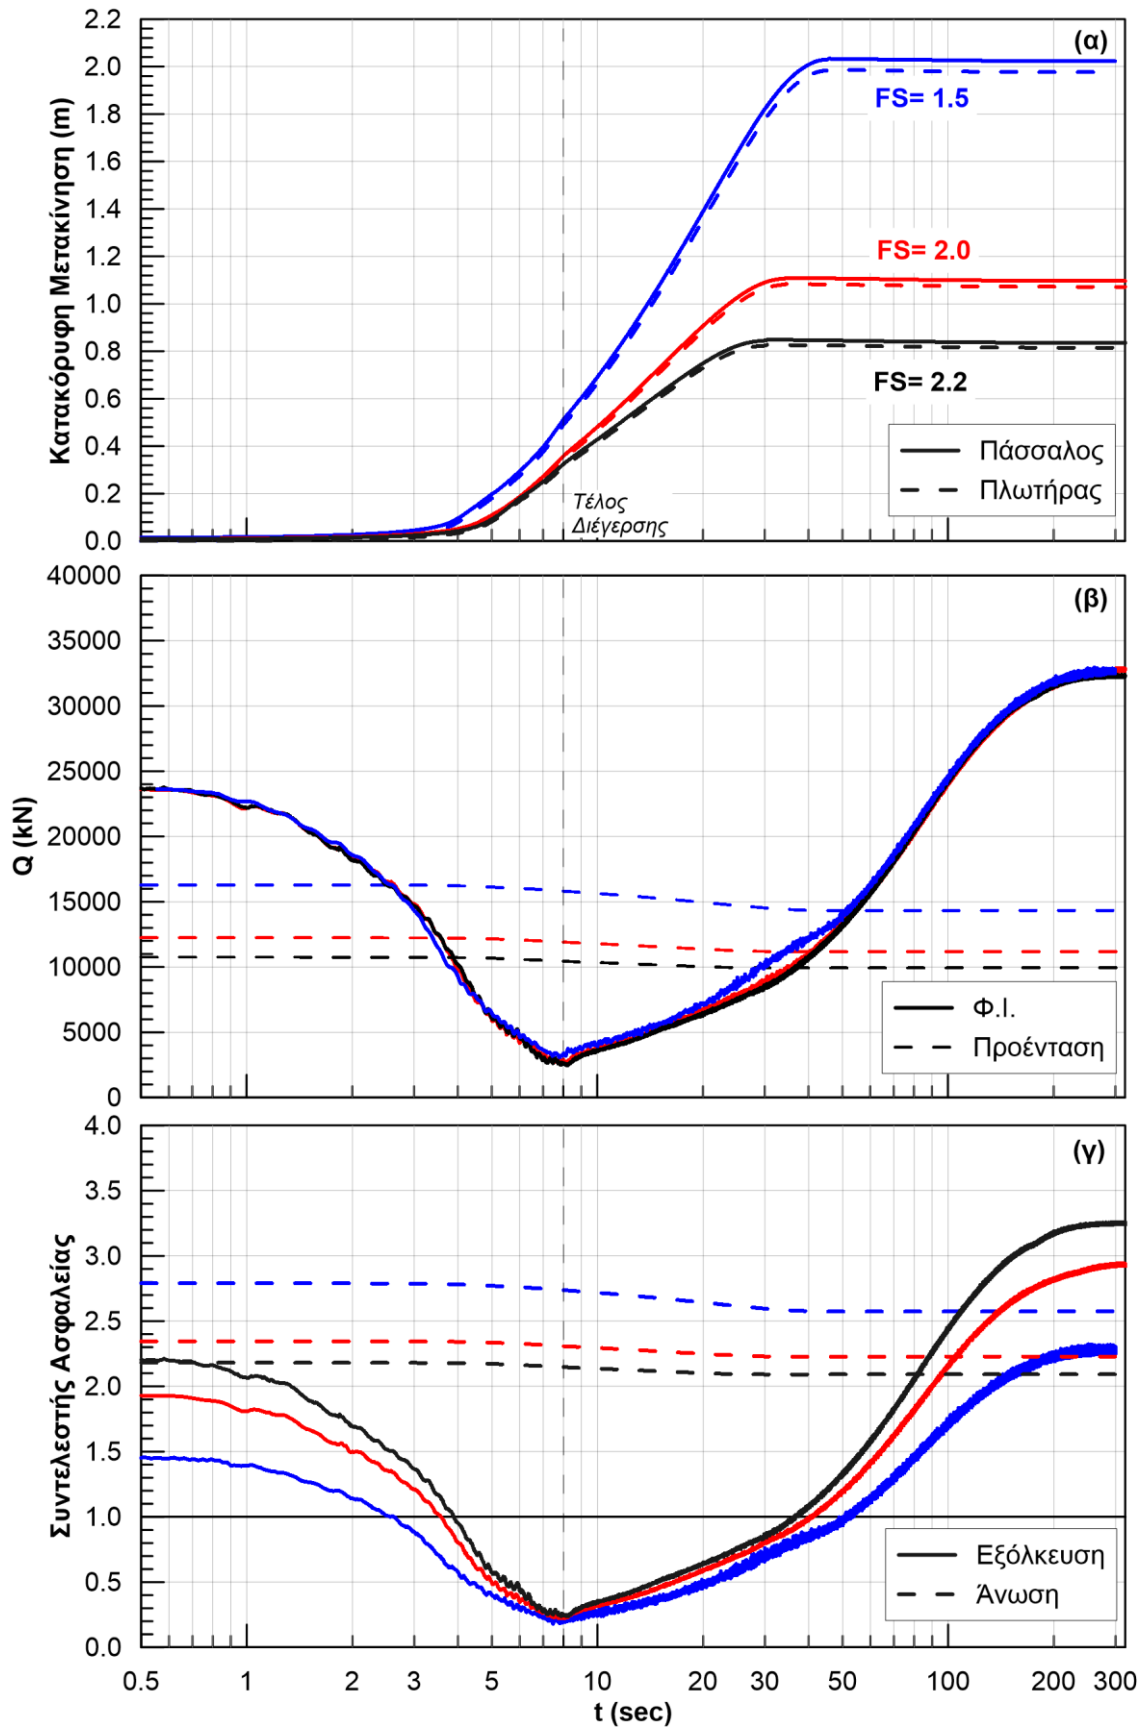 2.2
(α)
2.0
FS= 1.5
1.8
1.6
1.4
1.2
FS= 2.0
1.0
0.8
FS= 2.2
0.6
0.4
0.2
0.0
Κατακόρυφη Μετακίνηση (m)
Πάσσαλος
Πλωτήρας
Τέλος
Διέγερσης
40000
(β)
35000
30000
25000
20000
15000
10000
5000
0
Q (kN)
Φ.Ι.
Προένταση
4.0
(γ)
3.5
3.0
2.5
2.0
1.5
1.0
0.5
0.0
Συντελεστής Ασφαλείας
Εξόλκευση
Άνωση
0.5 1 2 3 5 10 20 30 50 100 200 300
t (sec)